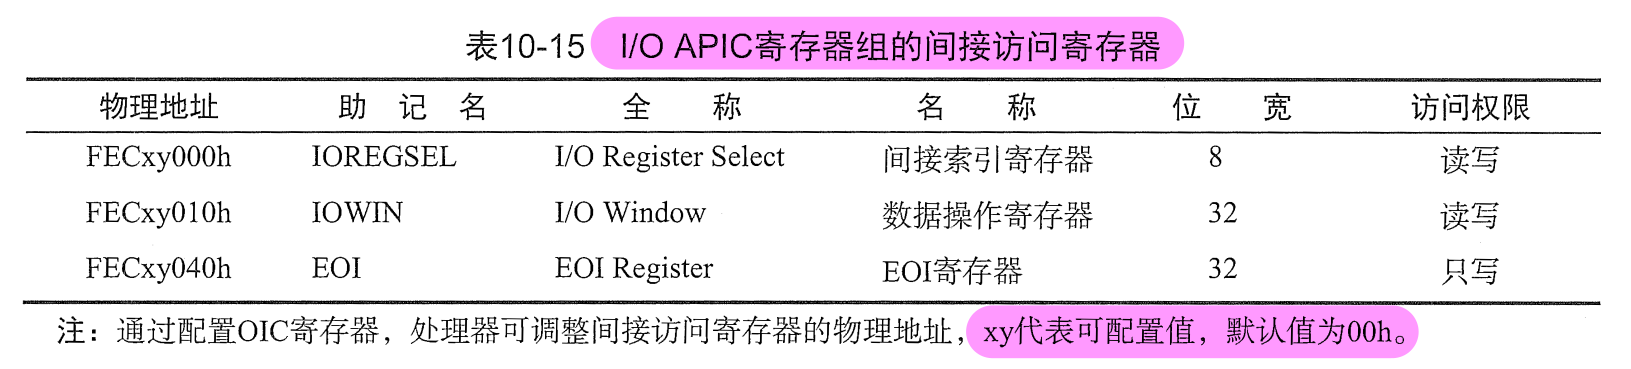 表10-15 I/O APIC寄存器组的间接访问寄存器
物理地址 助记名 全称 名称 位宽 访问权限
FECxy000h IOREGSEL I/O Register Select 间接索引寄存器 8 读写
FECxy010h IOWIN I/O Window 数据操作寄存器 32 读写
FECxy040h EOI EOI Register EOI寄存器 32 只写
注：通过配置OIC寄存器，处理器可调整间接访问寄存器的物理地址，xy代表可配置值，默认值为00h。